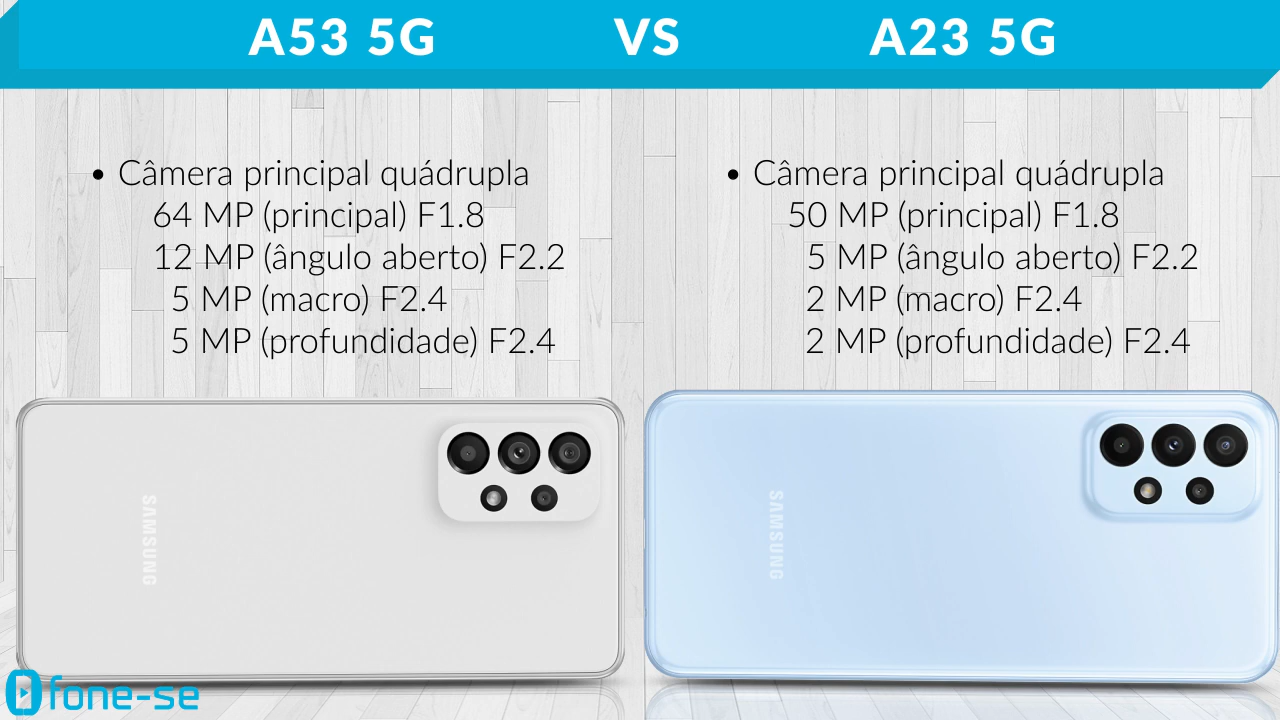 A53 5G VS A23 5G
• Câmera principal quádrupla
64 MP (principal) F1.8
12 MP (ângulo aberto) F2.2
5 MP (macro) F2.4
5 MP (profundidade) F2.4
• Câmera principal quádrupla
50 MP (principal) F1.8
5 MP (ângulo aberto) F2.2
2 MP (macro) F2.4
2 MP (profundidade) F2.4
SAMSUNG
SAMSUNG
fone-se